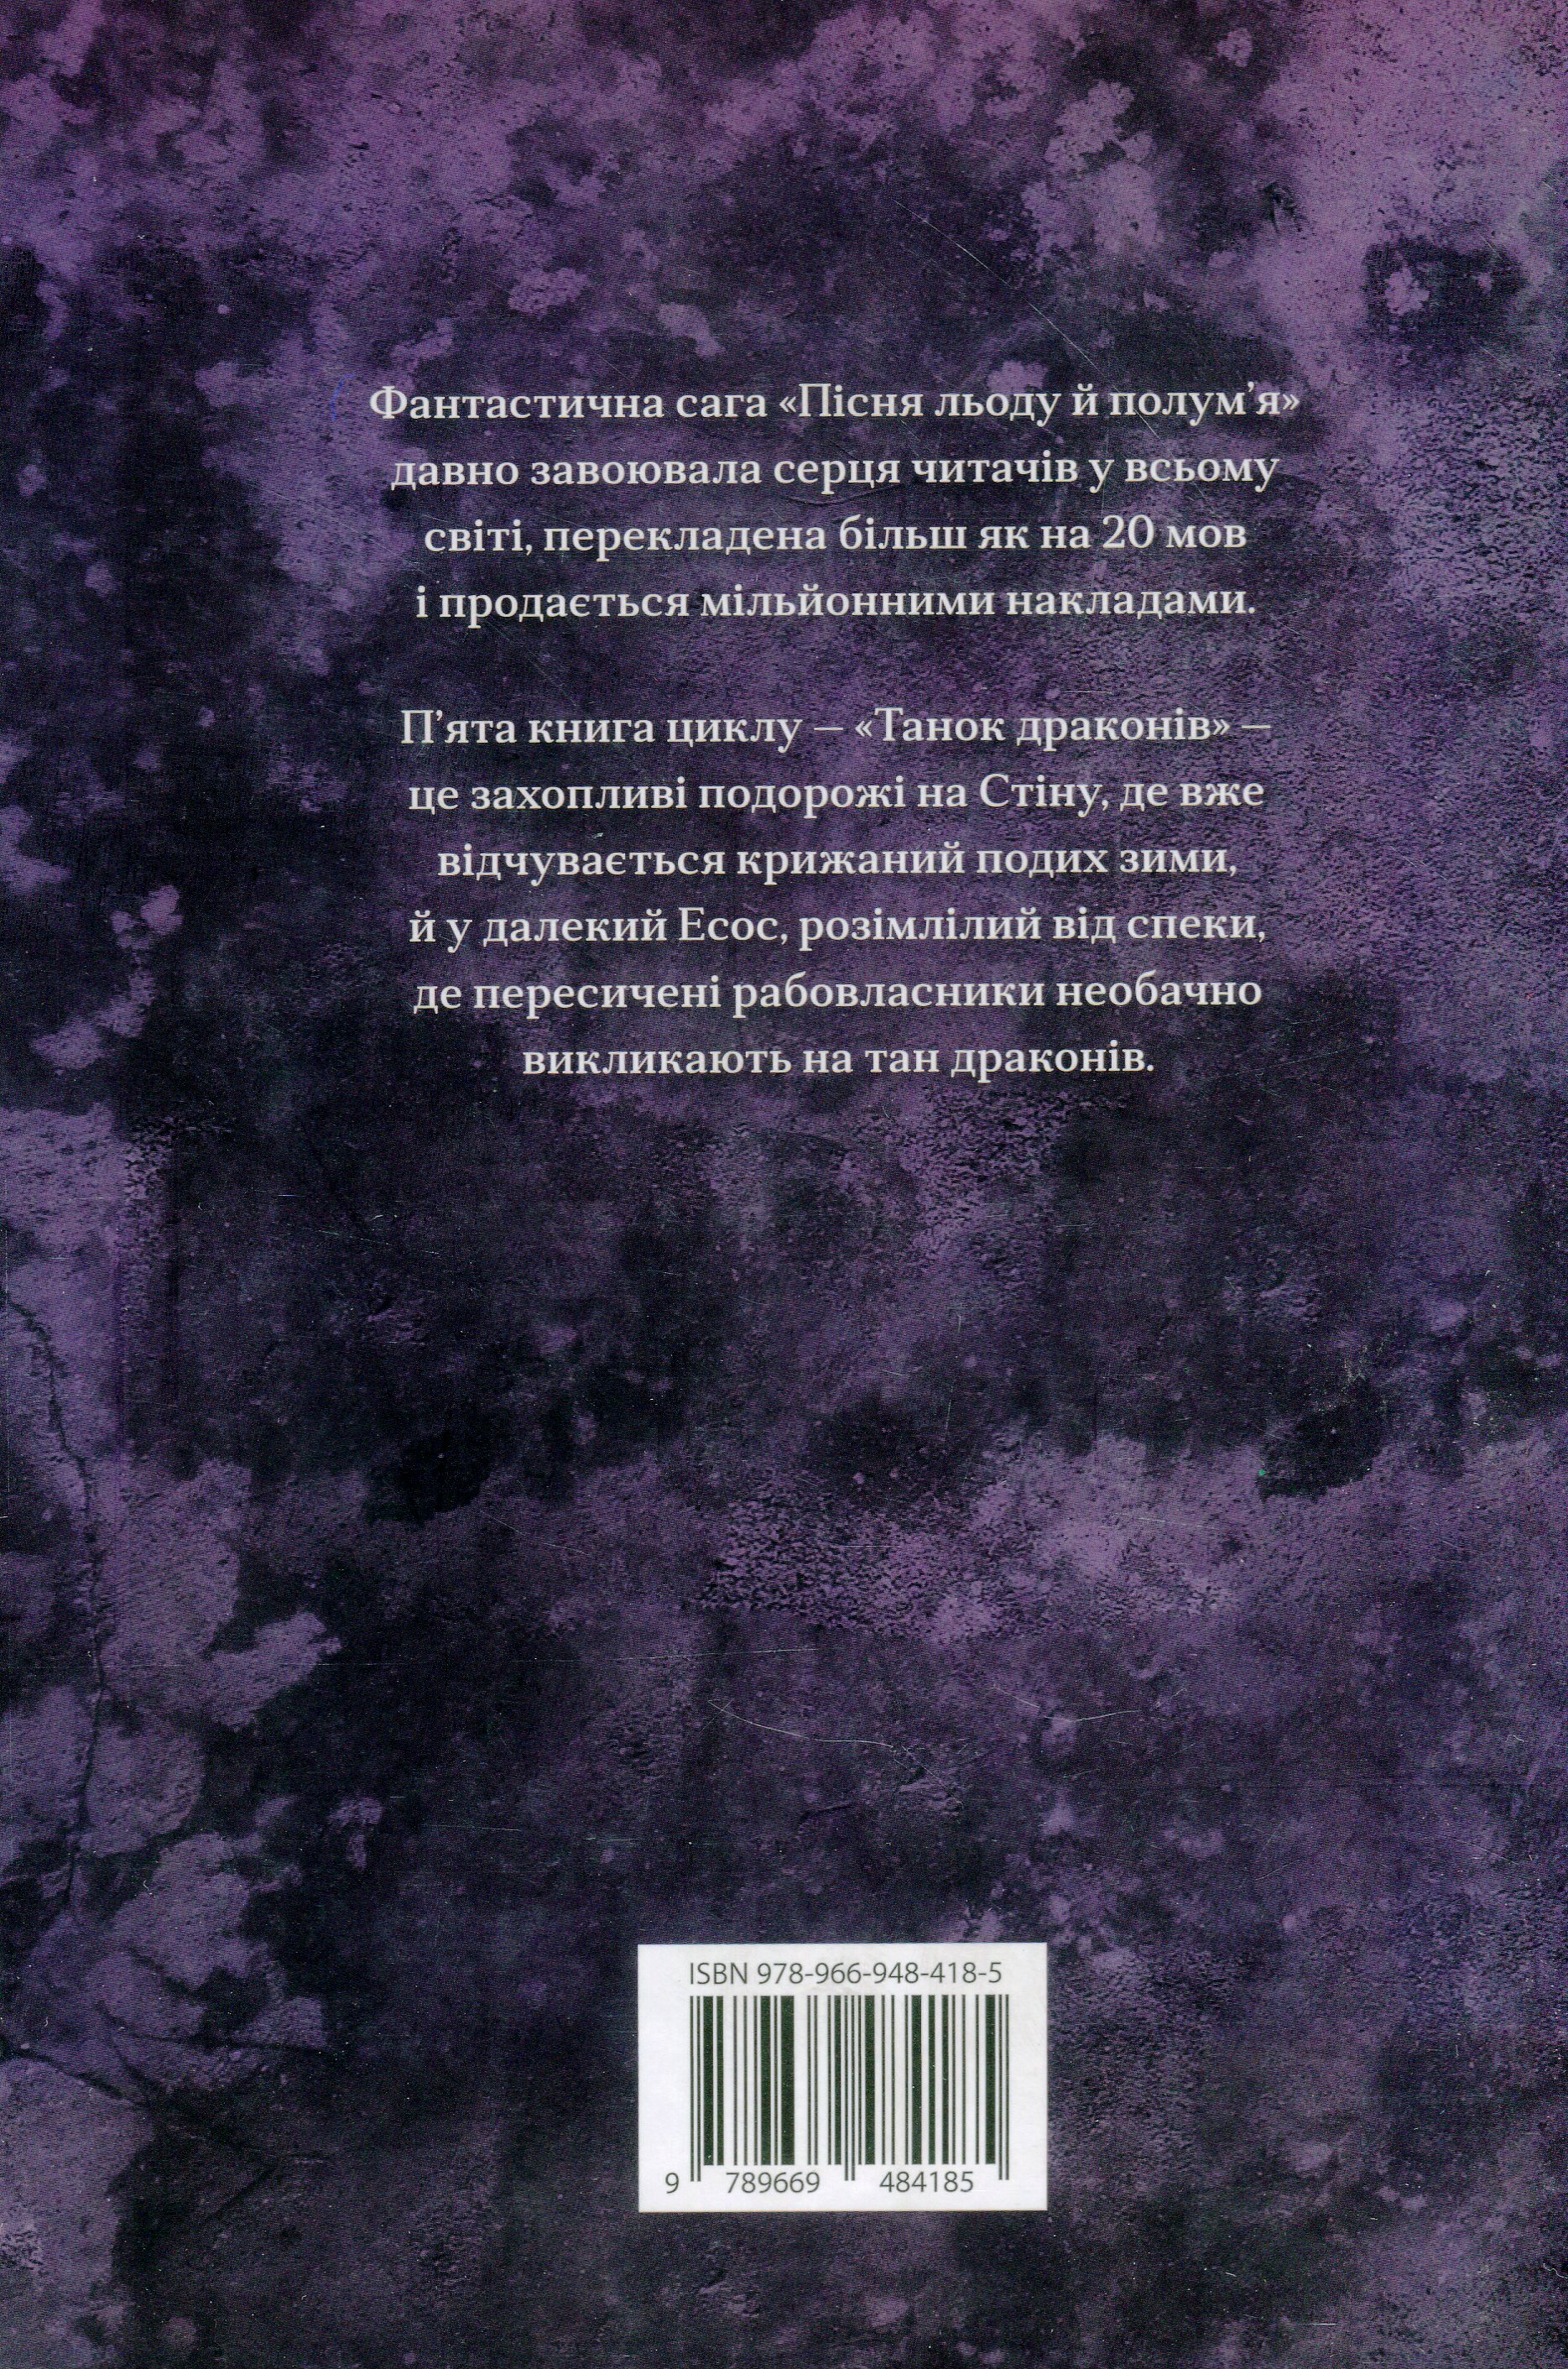 Фантастична сага «Пісня льоду й полум’я»
давно завоювала серця читачів у всьому
світі, перекладена більш як на 20 мов
і продається мільйонними накладами.
П’ята книга циклу — «Танок драконів» —
це захопливі подорожі на Стіну, де вже
відчувається крижаний подих зими,
й у далекий Есос, розімлілий від спеки,
де пересичені рабовласники необачно
викликають на тан драконів.
ISBN 978-966-948-418-5
9 789669 484185